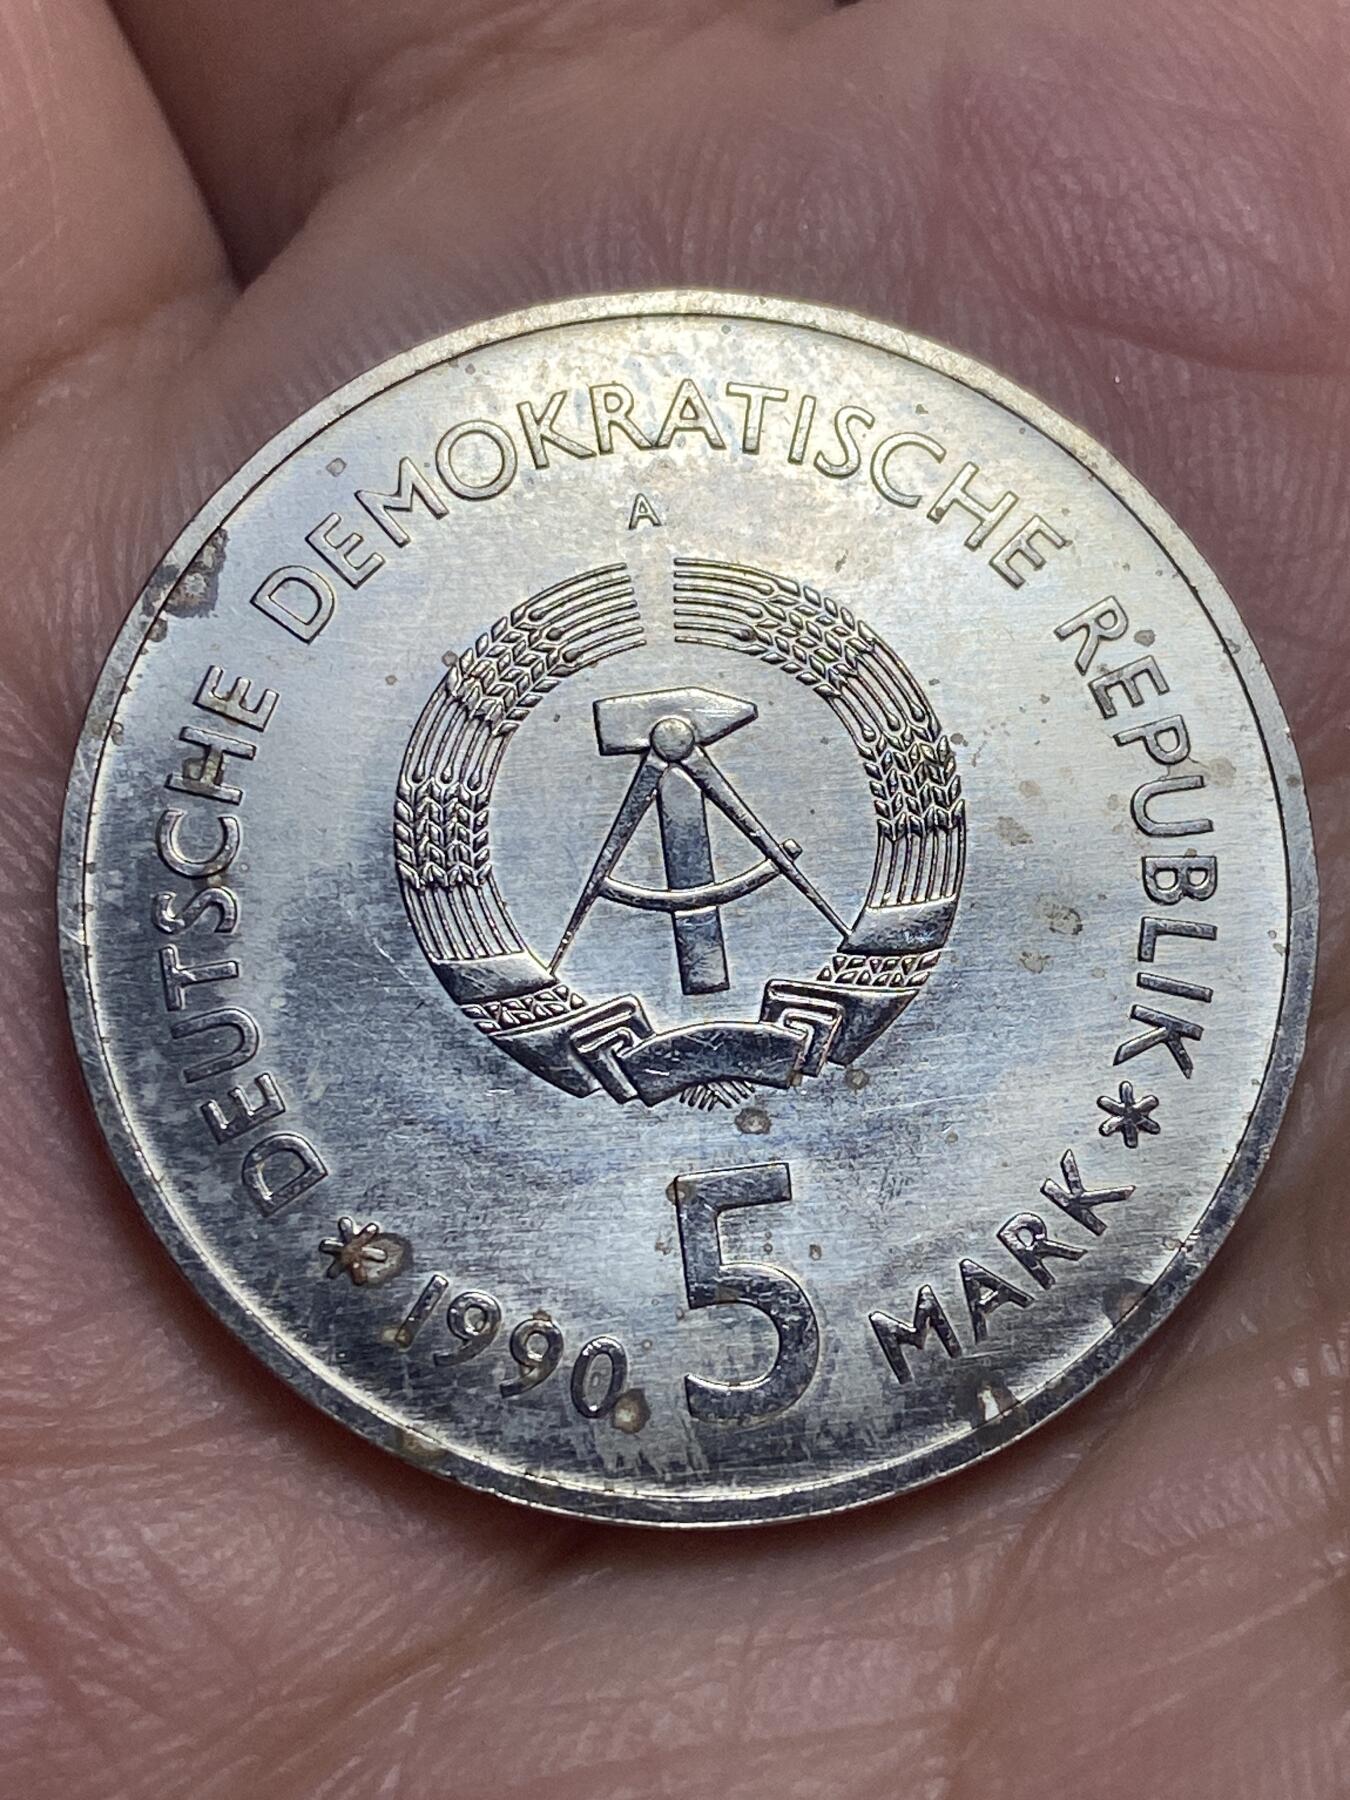 DEUTSCHE DEMOKRATISCHE REPUBLIK
A
* 1990 5 MARK *